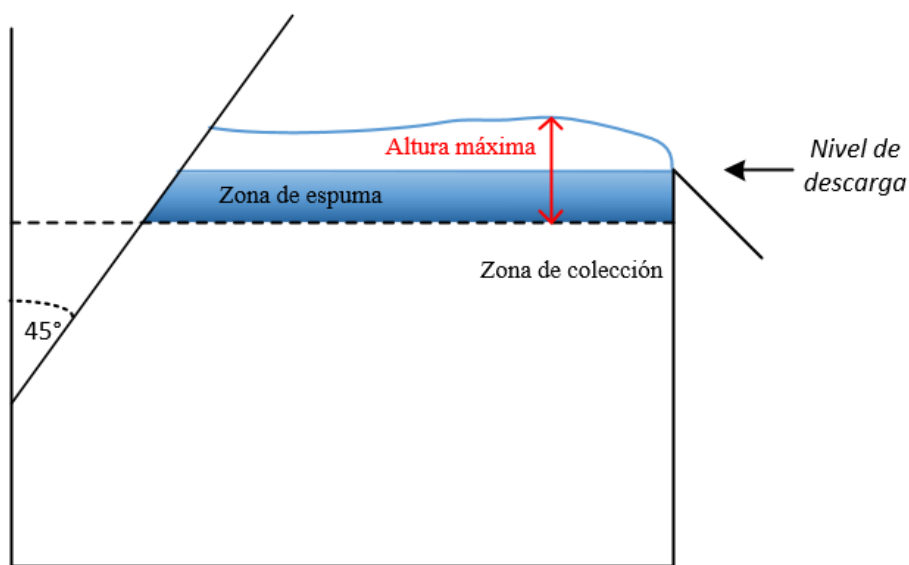 Altura máxima
Nivel de
descarga
Zona de espuma
Zona de colección
45°